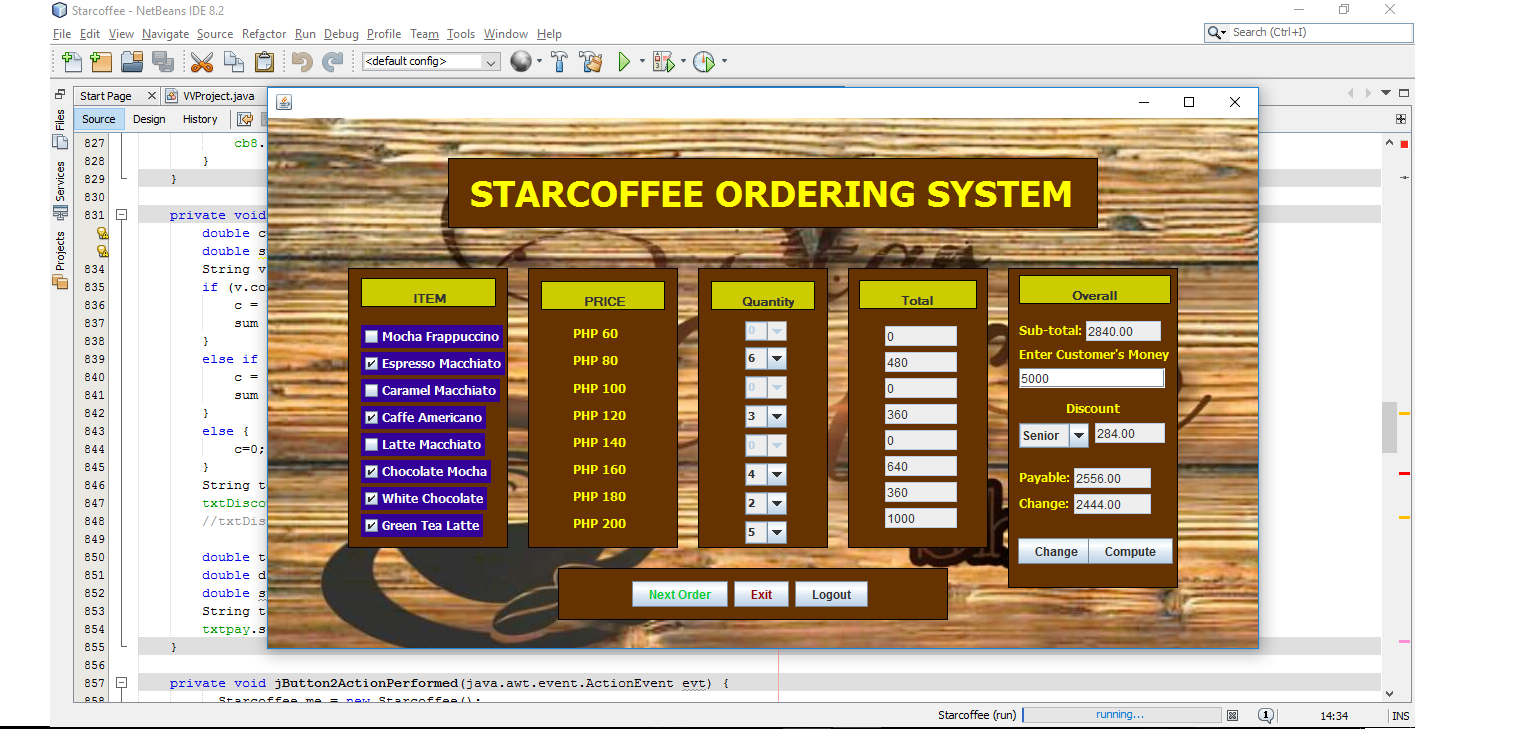 Starcoffee - NetBeans IDE 8.2
File Edit View Navigate Source Refactor Run Debug Profile Team Tools Window Help
Search (Ctrl+I)
<default config>
Start Page VVProject.java
Source Design History
Files
Services
Projects
827 cb8.
828 }
829 }
830
831 private void
double c
double s
834 String v
835 if (v.co
836 c =
837 sum
838 }
839 else if
840 c =
841 sum
842 }
843 else {
844 c=0;
845 }
846 String t
847 txtDisco
848 //txtDis
849
850 double t
851 double d
852 double s
853 String t
854 txtpay.s
855 }
856
857 private void jButton2ActionPerformed(java.awt.event.ActionEvent evt) {
858 Starcoffee me = new Starcoffee();
STARCOFFEE ORDERING SYSTEM
ITEM
Mocha Frappuccino
Espresso Macchiato
Caramel Macchiato
Caffe Americano
Latte Macchiato
Chocolate Mocha
White Chocolate
Green Tea Latte
PRICE
PHP 60
PHP 80
PHP 100
PHP 120
PHP 140
PHP 160
PHP 180
PHP 200
Quantity
0
6
0
3
0
4
2
5
Total
0
480
0
360
0
640
360
1000
Overall
Sub-total: 2840.00
Enter Customer's Money
5000
Discount
Senior 284.00
Payable: 2556.00
Change: 2444.00
Change Compute
Next Order Exit Logout
Starcoffee (run) running... 1 14:34 INS